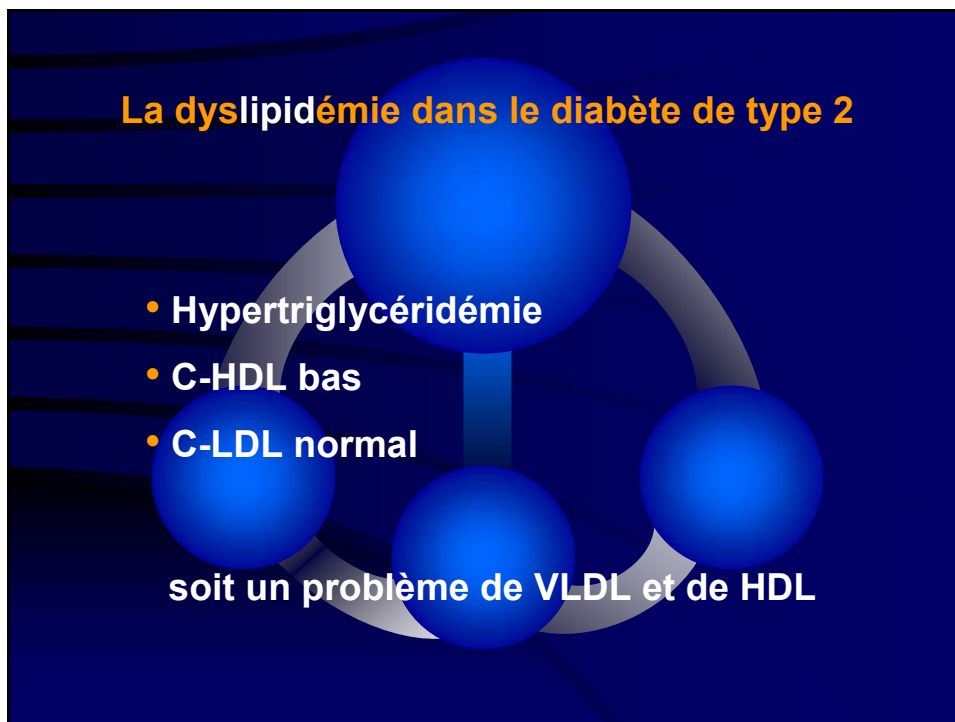 La dyslipidémie dans le diabète de type 2
• Hypertriglycéridémie
• C-HDL bas
• C-LDL normal
soit un problème de VLDL et de HDL